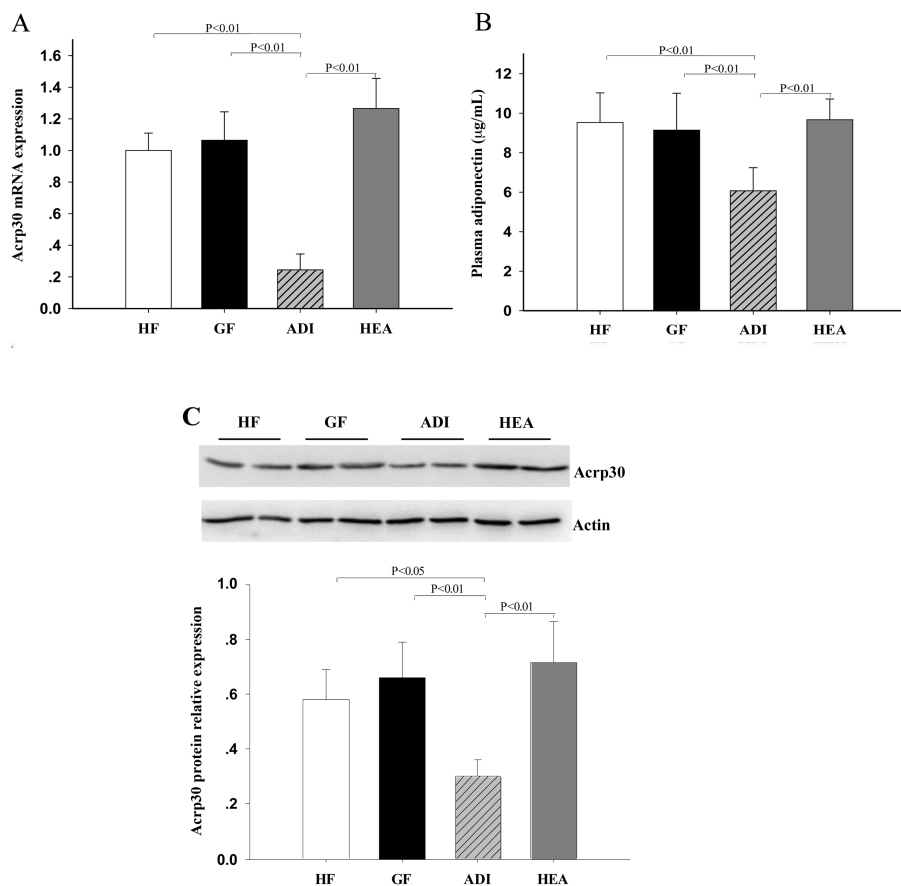 A
P<0.01
P<0.01
P<0.01
1.6
1.4
1.2
1.0
.8
.6
.4
0.2
0.0
Acrp30 mRNA expression
HF GF ADI HEA
B
P<0.01
P<0.01
P<0.01
12
10
8
6
4
2
0
Plasma adiponectin (µg/mL)
HF GF ADI HEA
C
HF GF ADI HEA
Acrp30
Actin
P<0.05
P<0.01
P<0.01
1.0
.8
.6
.4
.2
0.0
Acrp30 protein relative expression
HF GF ADI HEA